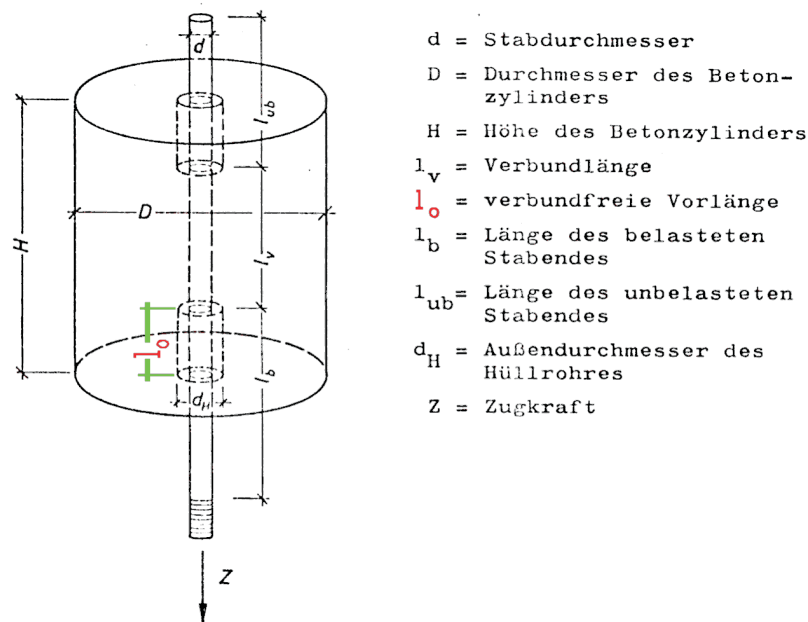 d
l_ub
D
H
l_v
l_o
l_b
d_H
Z
d = Stabdurchmesser
D = Durchmesser des Beton-
zylinders
H = Höhe des Betonzylinders
l_v = Verbundlänge
l_o = verbundfreie Vorlänge
l_b = Länge des belasteten
Stabendes
l_ub= Länge des unbelasteten
Stabendes
d_H = Außendurchmesser des
Hüllrohres
Z = Zugkraft